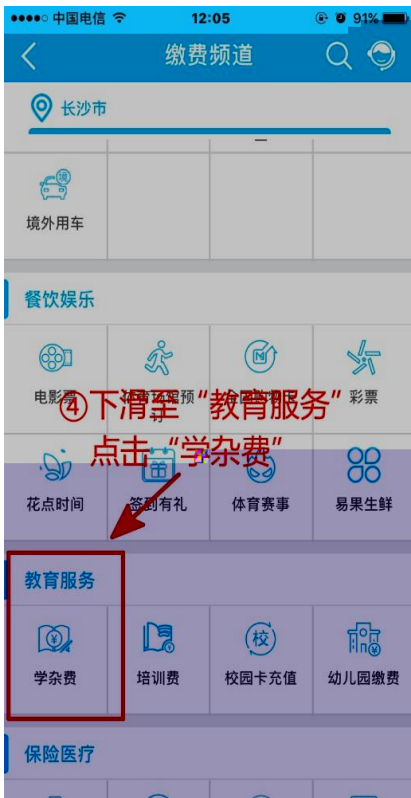 中国电信 12:05 91%
缴费频道
长沙市
境外用车
餐饮娱乐
电影票 彩票
④下滑至“教育服务”
点击“学杂费”
花点时间 签到有礼 体育赛事 易果生鲜
教育服务
学杂费 培训费 校园卡充值 幼儿园缴费
保险医疗